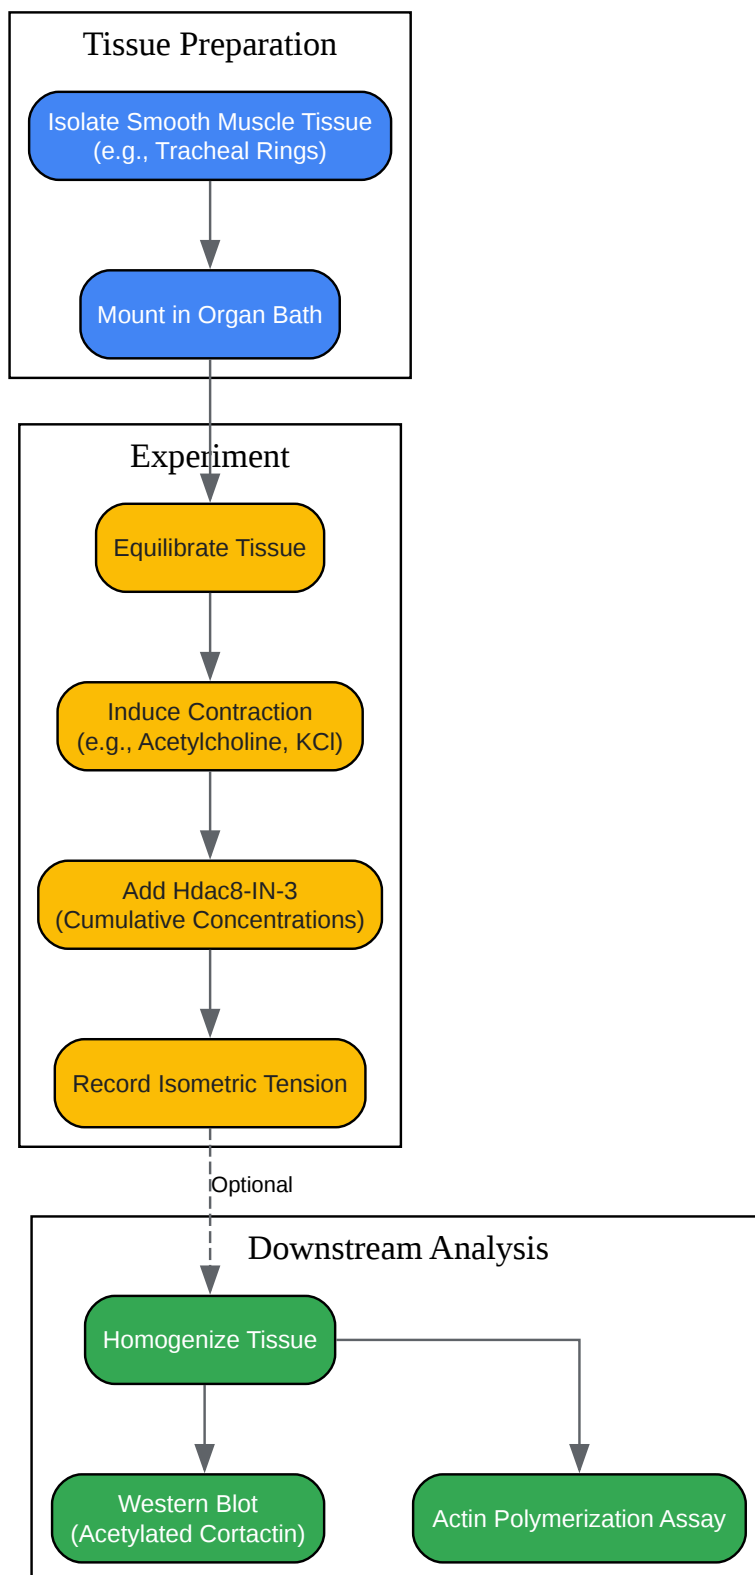 Tissue Preparation
Isolate Smooth Muscle Tissue
(e.g., Tracheal Rings)
Mount in Organ Bath
Experiment
Equilibrate Tissue
Induce Contraction
(e.g., Acetylcholine, KCl)
Add Hdac8-IN-3
(Cumulative Concentrations)
Record Isometric Tension
Optional
Downstream Analysis
Homogenize Tissue
Western Blot
(Acetylated Cortactin)
Actin Polymerization Assay